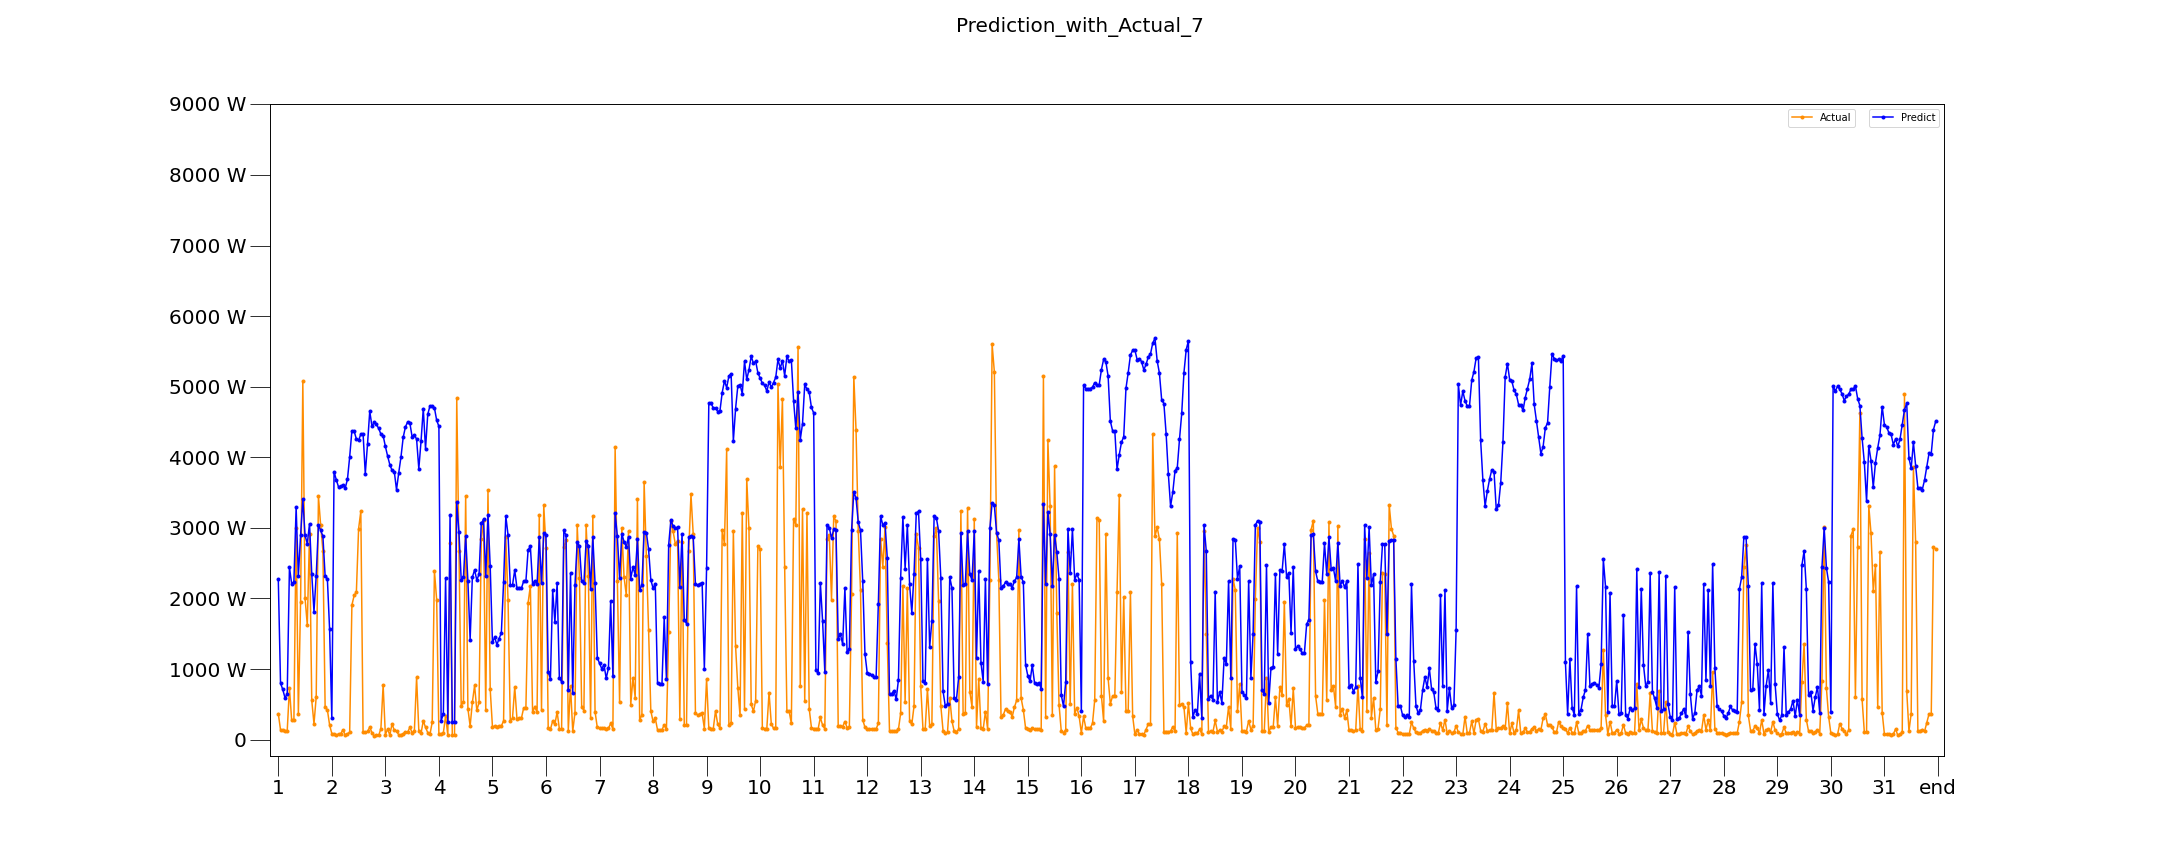 Prediction_with_Actual_7
Actual Predict
9000 W
8000 W
7000 W
6000 W
5000 W
4000 W
3000 W
2000 W
1000 W
0
1 2 3 4 5 6 7 8 9 10 11 12 13 14 15 16 17 18 19 20 21 22 23 24 25 26 27 28 29 30 31 end